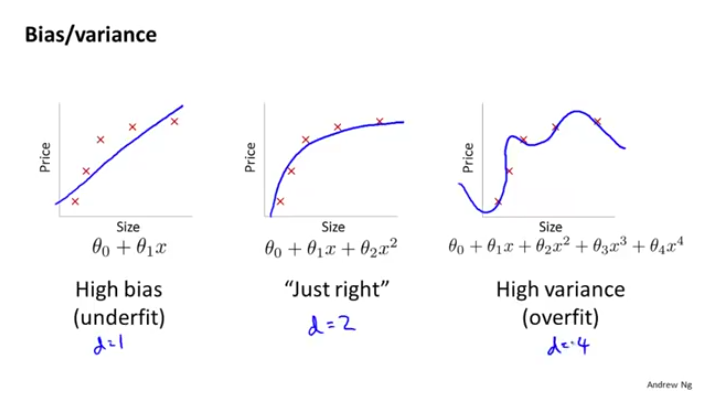 Bias/variance
Price
Size
θ₀ + θ₁x
High bias
(underfit)
d=1
Price
Size
θ₀ + θ₁x + θ₂x²
“Just right”
d=2
Price
Size
θ₀ + θ₁x + θ₂x² + θ₃x³ + θ₄x⁴
High variance
(overfit)
d=4
Andrew Ng